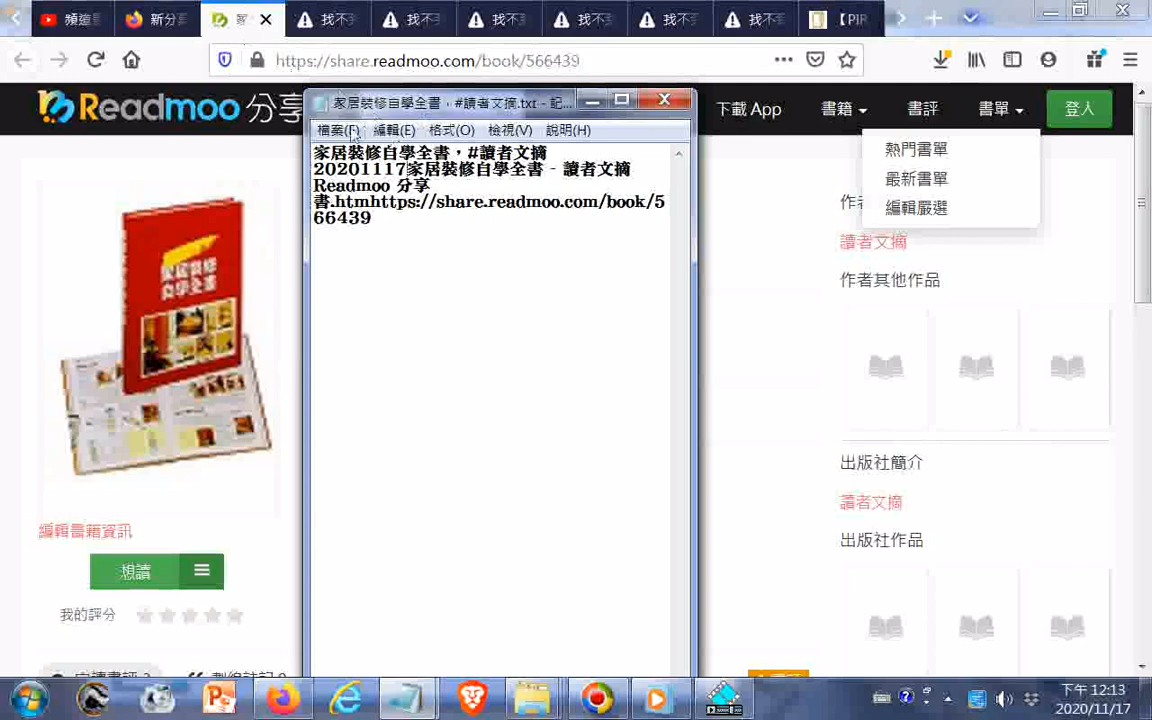 頻道
新分
找不
找不
找不
找不
找不
找不
【PIR
https://share.readmoo.com/book/566439
Readmoo 分享
下載 App
書籍
書評
書單
登入
熱門書單
最新書單
編輯嚴選
家居裝修自學全書，#讀者文摘.txt - 記...
檔案(F) 編輯(E) 格式(O) 檢視(V) 說明(H)
家居裝修自學全書，#讀者文摘
20201117家居裝修自學全書 - 讀者文摘
Readmoo 分享
書.htmhttps://share.readmoo.com/book/5
66439
家居裝修
自學全書
編輯書籍資訊
想讀
我的評分
讀者文摘
作者其他作品
出版社簡介
讀者文摘
出版社作品
下午 12:13
2020/11/17